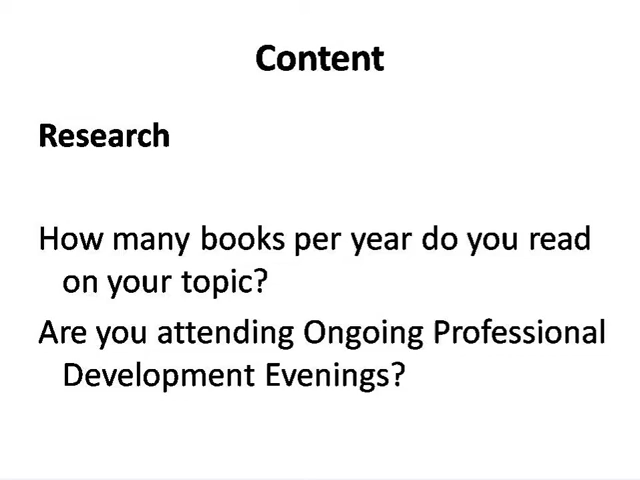 Content
Research
How many books per year do you read
on your topic?
Are you attending Ongoing Professional
Development Evenings?